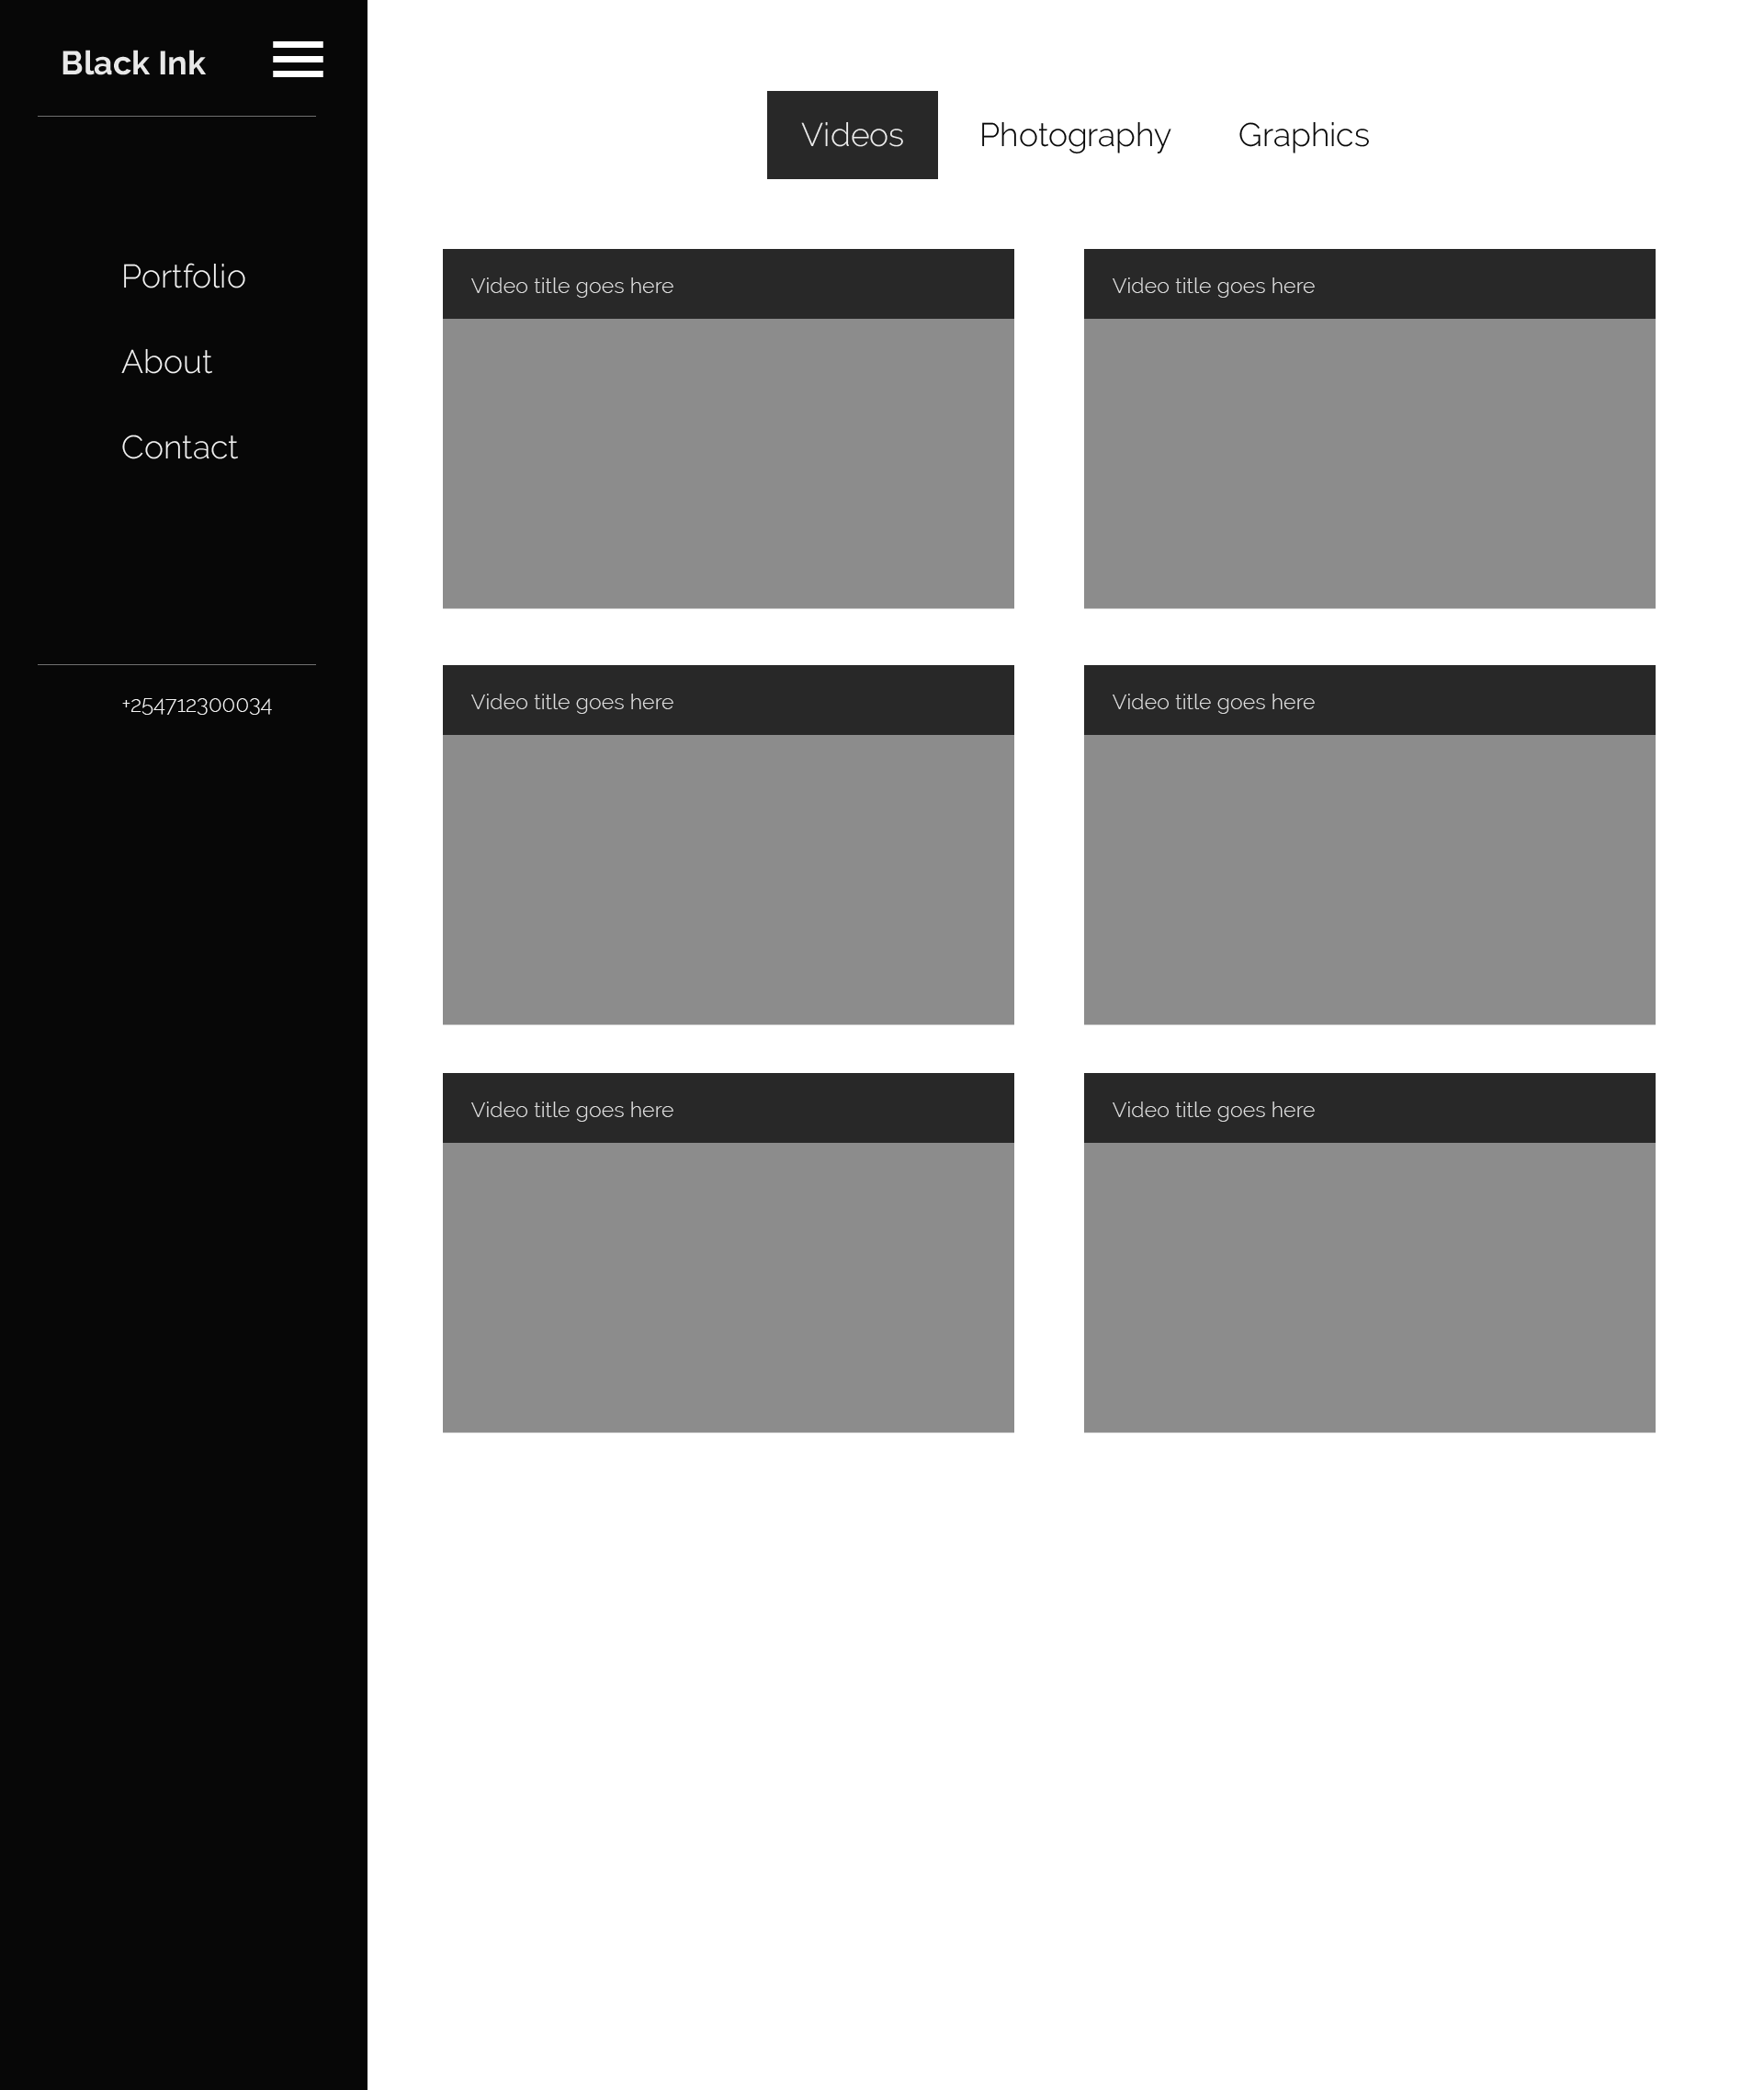 Black Ink
Portfolio
About
Contact
+254712300034
Videos
Photography
Graphics
Video title goes here
Video title goes here
Video title goes here
Video title goes here
Video title goes here
Video title goes here